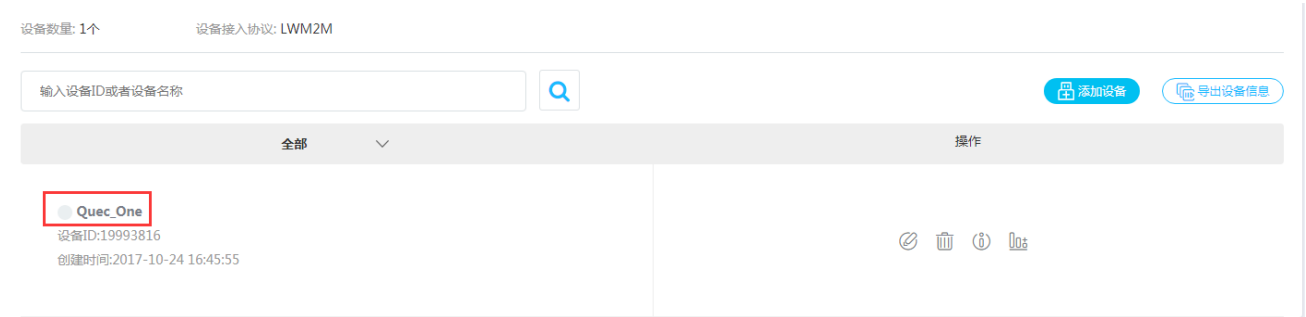 设备数量: 1个 设备接入协议: LWM2M
输入设备ID或者设备名称
添加设备 导出设备信息
全部 操作
Quec_One
设备ID:19993816
创建时间:2017-10-24 16:45:55